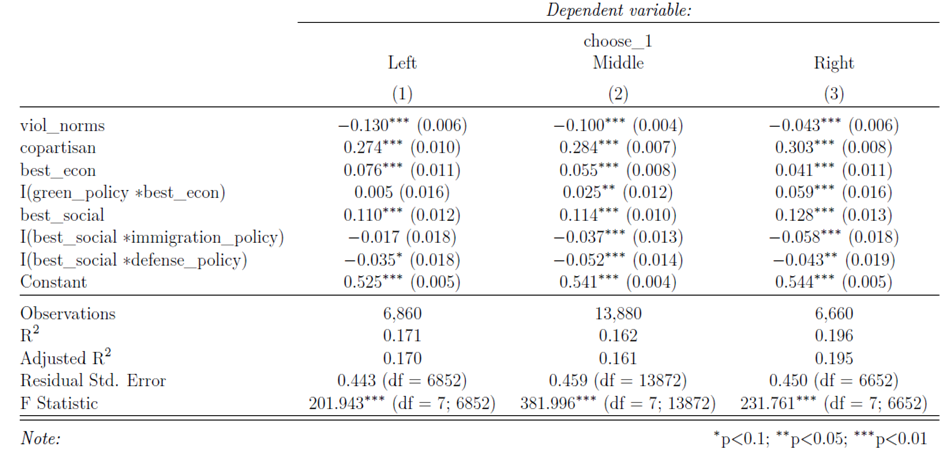 Dependent variable:
choose_1
Left Middle Right
(1) (2) (3)
viol_norms −0.130*** (0.006) −0.100*** (0.004) −0.043*** (0.006)
copartisan 0.274*** (0.010) 0.284*** (0.007) 0.303*** (0.008)
best_econ 0.076*** (0.011) 0.055*** (0.008) 0.041*** (0.011)
I(green_policy *best_econ) 0.005 (0.016) 0.025** (0.012) 0.059*** (0.016)
best_social 0.110*** (0.012) 0.114*** (0.010) 0.128*** (0.013)
I(best_social *immigration_policy) −0.017 (0.018) −0.037*** (0.013) −0.058*** (0.018)
I(best_social *defense_policy) −0.035* (0.018) −0.052*** (0.014) −0.043** (0.019)
Constant 0.525*** (0.005) 0.541*** (0.004) 0.544*** (0.005)
Observations 6,860 13,880 6,660
R² 0.171 0.162 0.196
Adjusted R² 0.170 0.161 0.195
Residual Std. Error 0.443 (df = 6852) 0.459 (df = 13872) 0.450 (df = 6652)
F Statistic 201.943*** (df = 7; 6852) 381.996*** (df = 7; 13872) 231.761*** (df = 7; 6652)
Note: *p<0.1; **p<0.05; ***p<0.01